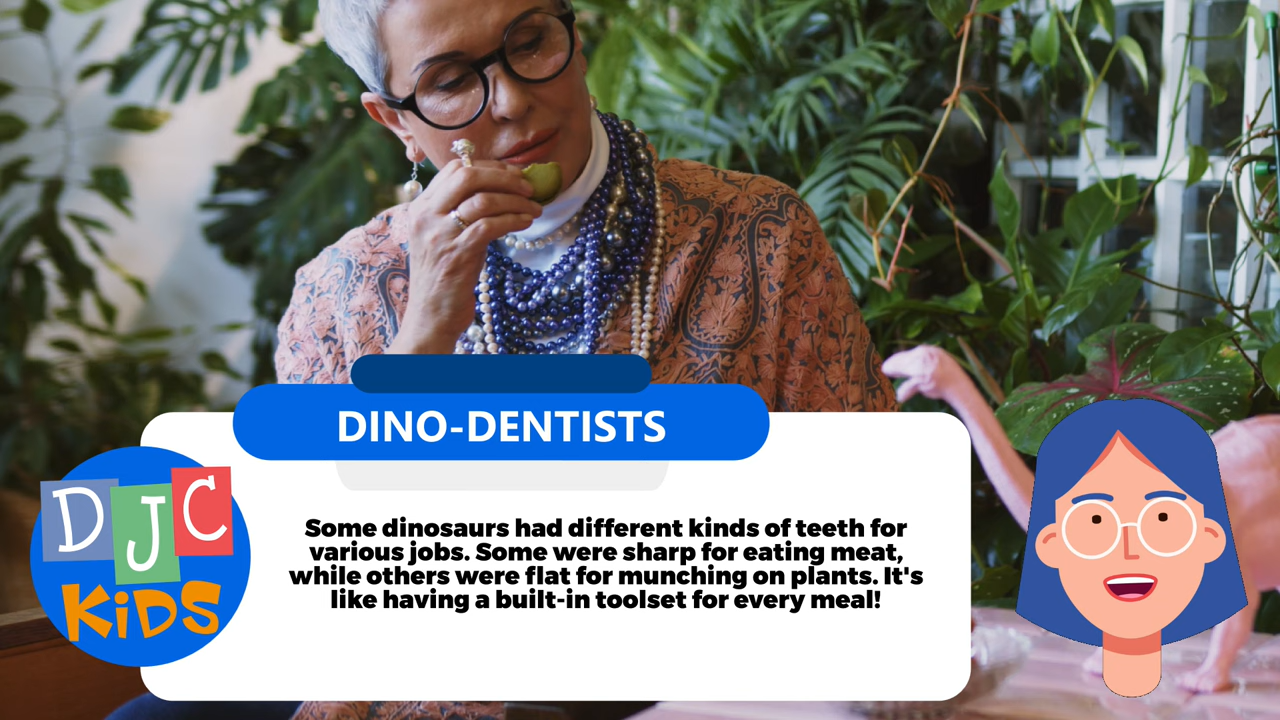 DINO-DENTISTS
DJC
KiDS
Some dinosaurs had different kinds of teeth for
various jobs. Some were sharp for eating meat,
while others were flat for munching on plants. It's
like having a built-in toolset for every meal!